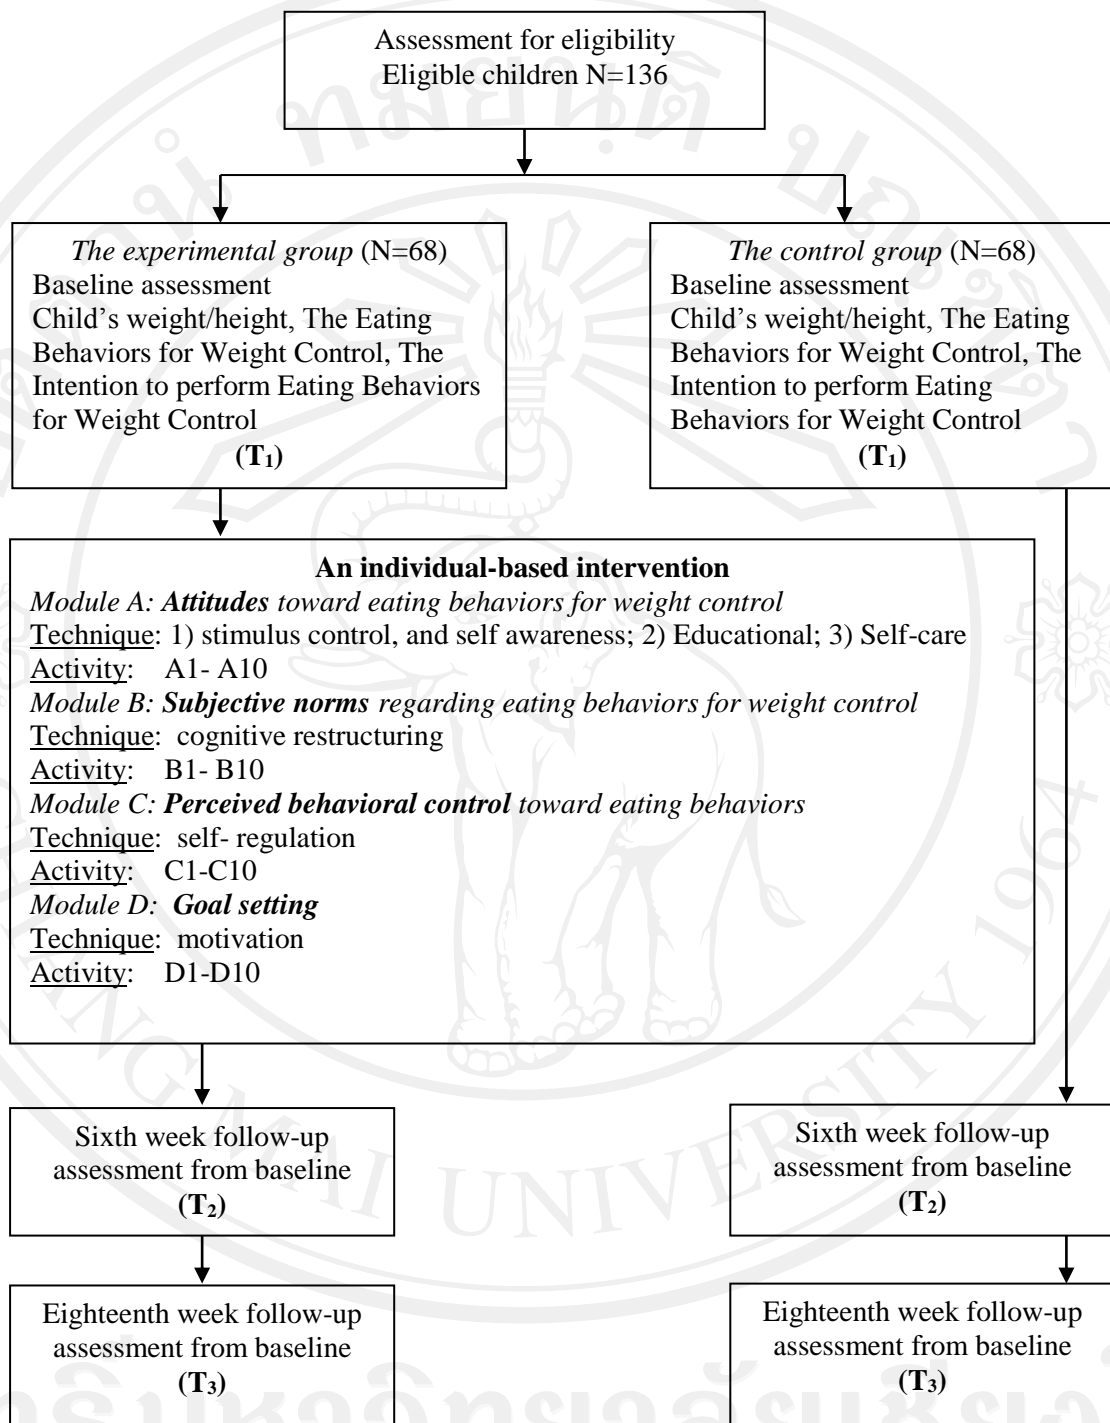 Assessment for eligibility
Eligible children N=136
The experimental group (N=68)
Baseline assessment
Child's weight/height, The Eating
Behaviors for Weight Control, The
Intention to perform Eating Behaviors
for Weight Control
(T1)
The control group (N=68)
Baseline assessment
Child's weight/height, The Eating
Behaviors for Weight Control, The
Intention to perform Eating
Behaviors for Weight Control
(T1)
An individual-based intervention
Module A: Attitudes toward eating behaviors for weight control
Technique: 1) stimulus control, and self awareness; 2) Educational; 3) Self-care
Activity: A1- A10
Module B: Subjective norms regarding eating behaviors for weight control
Technique: cognitive restructuring
Activity: B1- B10
Module C: Perceived behavioral control toward eating behaviors
Technique: self- regulation
Activity: C1-C10
Module D: Goal setting
Technique: motivation
Activity: D1-D10
Sixth week follow-up
assessment from baseline
(T2)
Sixth week follow-up
assessment from baseline
(T2)
Eighteenth week follow-up
assessment from baseline
(T3)
Eighteenth week follow-up
assessment from baseline
(T3)
MAI UNIVERSITY 1964